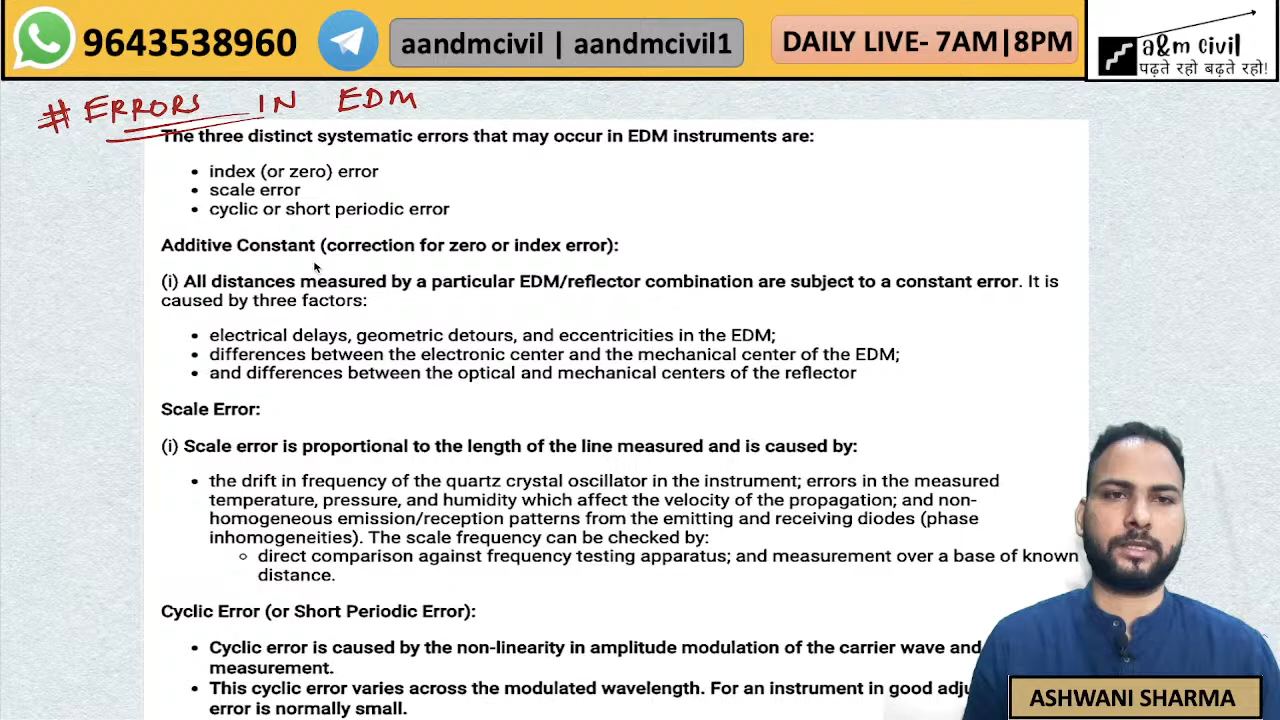 9643538960
aandmcivil | aandmcivil1
DAILY LIVE- 7AM|8PM
a&m civil
पढ़ते रहो बढ़ते रहो!
# ERRORS IN EDM
The three distinct systematic errors that may occur in EDM instruments are:
• index (or zero) error
• scale error
• cyclic or short periodic error
Additive Constant (correction for zero or index error):
(i) All distances measured by a particular EDM/reflector combination are subject to a constant error. It is
caused by three factors:
• electrical delays, geometric detours, and eccentricities in the EDM;
• differences between the electronic center and the mechanical center of the EDM;
• and differences between the optical and mechanical centers of the reflector
Scale Error:
(i) Scale error is proportional to the length of the line measured and is caused by:
• the drift in frequency of the quartz crystal oscillator in the instrument; errors in the measured
temperature, pressure, and humidity which affect the velocity of the propagation; and non-
homogeneous emission/reception patterns from the emitting and receiving diodes (phase
inhomogeneities). The scale frequency can be checked by:
◦ direct comparison against frequency testing apparatus; and measurement over a base of known
distance.
Cyclic Error (or Short Periodic Error):
• Cyclic error is caused by the non-linearity in amplitude modulation of the carrier wave and
measurement.
• This cyclic error varies across the modulated wavelength. For an instrument in good
error is normally small.
ASHWANI SHARMA